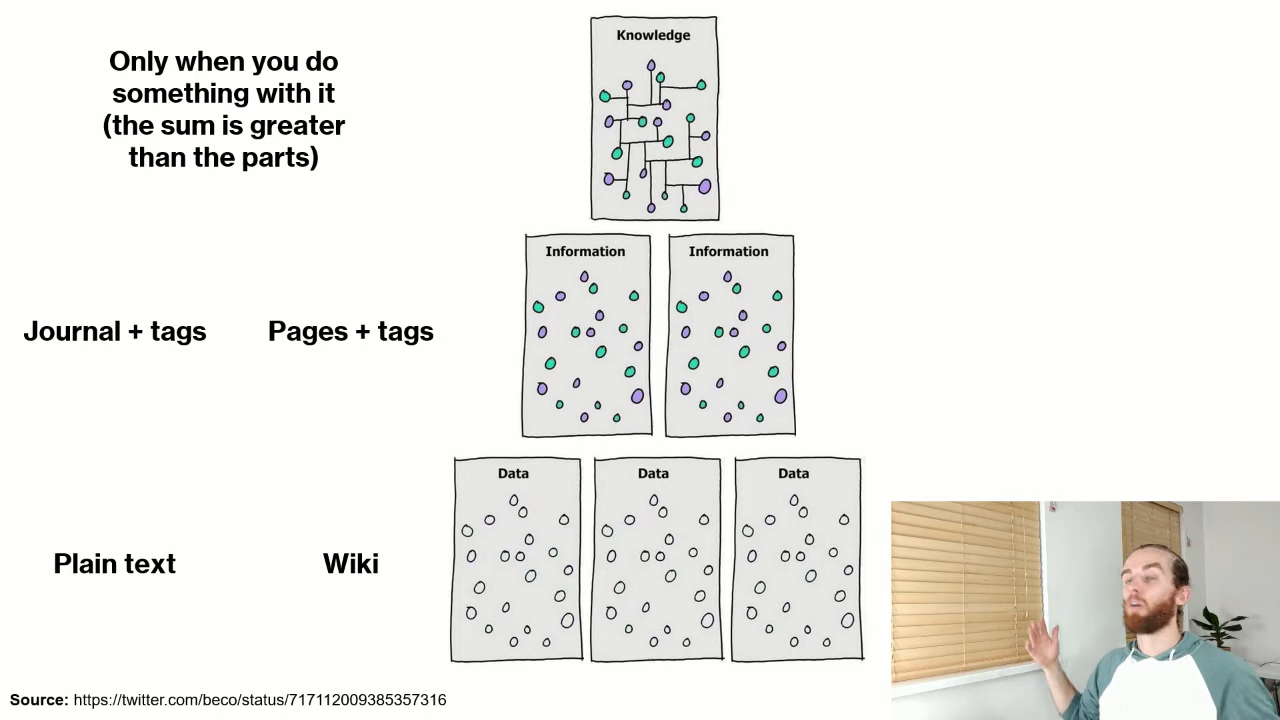 Knowledge
Only when you do
something with it
(the sum is greater
than the parts)
Information
Information
Journal + tags
Pages + tags
Data
Data
Data
Plain text
Wiki
Source: https://twitter.com/beco/status/717112009385357316